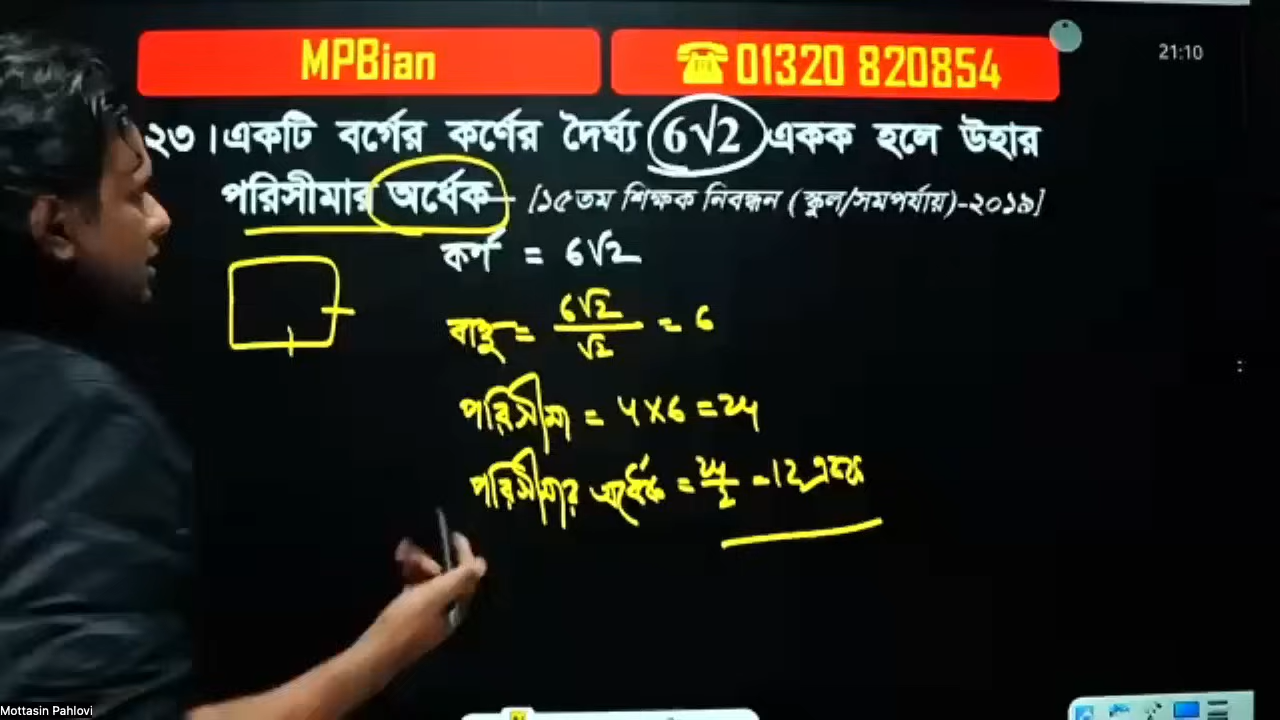 MPBian ☎01320 820854
21:10
২৩।একটি বর্গের কর্ণের দৈর্ঘ্য 6√2 একক হলে উহার
পরিসীমার অর্ধেক– [১৫তম শিক্ষক নিবন্ধন (স্কুল/সমপর্যায়)-২০১৯]
কর্ণ = 6√2
বাহু = 6√2/√2 = 6
পরিসীমা = 4×6 = 24
পরিসীমার অর্ধেক = 24/2 = 12 একক
Mottasin Pahlovi